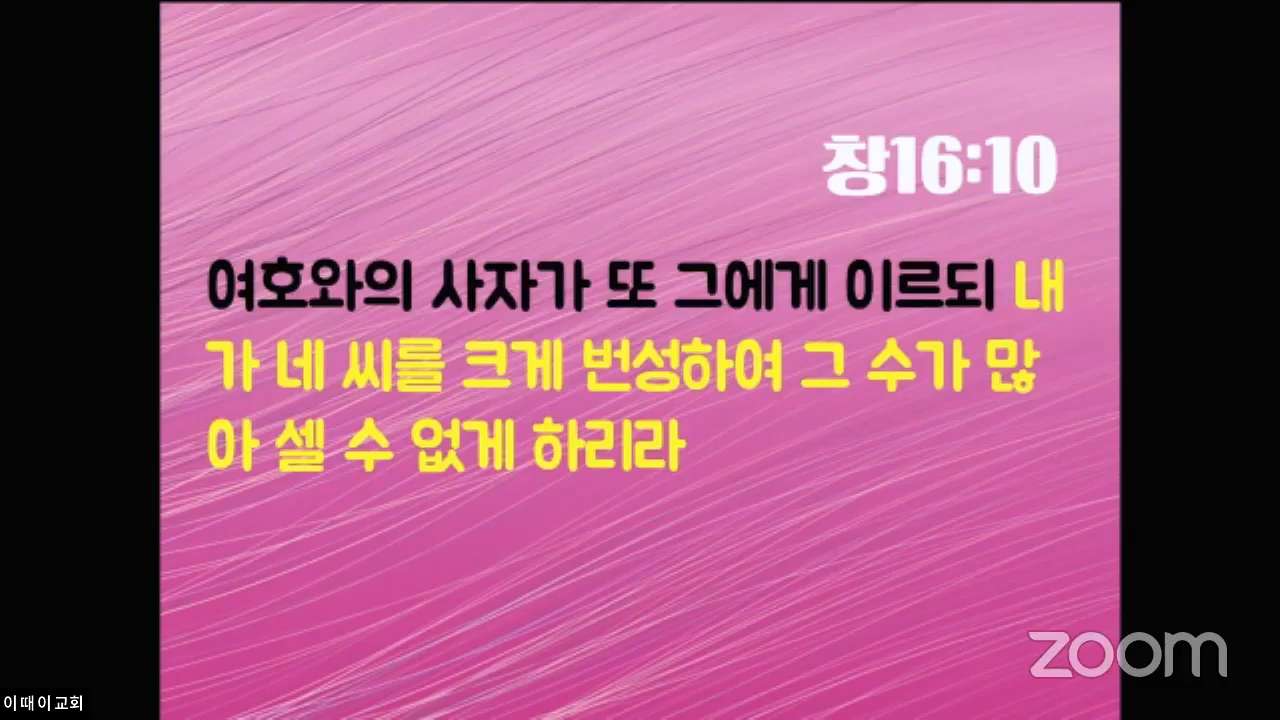 창16:10
여호와의 사자가 또 그에게 이르되 내
가 네 씨를 크게 번성하여 그 수가 많
아 셀 수 없게 하리라
zoom
이때이교회